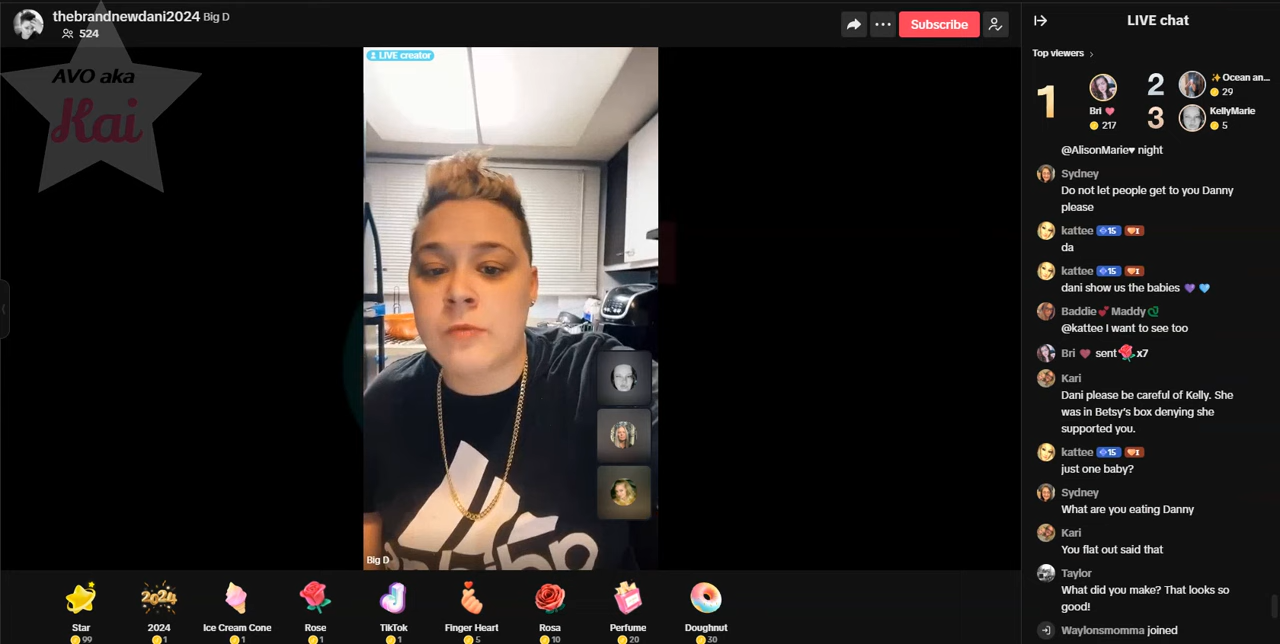 thebrandnewdani2024 Big D
524
Subscribe
LIVE chat
AVO aka
Kai
LIVE creator
Big D
Top viewers
1
Bri
217
2
Ocean an...
29
3
KellyMarie
5
@AlisonMarie♥ night
Sydney
Do not let people get to you Danny
please
kattee 15 I
da
kattee 15 I
dani show us the babies 💜 🩵
Baddie💕Maddy
@kattee I want to see too
Bri sent x7
Kari
Dani please be careful of Kelly. She
was in Betsy's box denying she
supported you.
kattee 15 I
just one baby?
Sydney
What are you eating Danny
Kari
You flat out said that
Taylor
What did you make? That looks so
good!
Waylonsmomma joined
2024
Star
99
2024
1
Ice Cream Cone
1
Rose
1
TikTok
1
Finger Heart
5
Rosa
10
Perfume
20
Doughnut
30